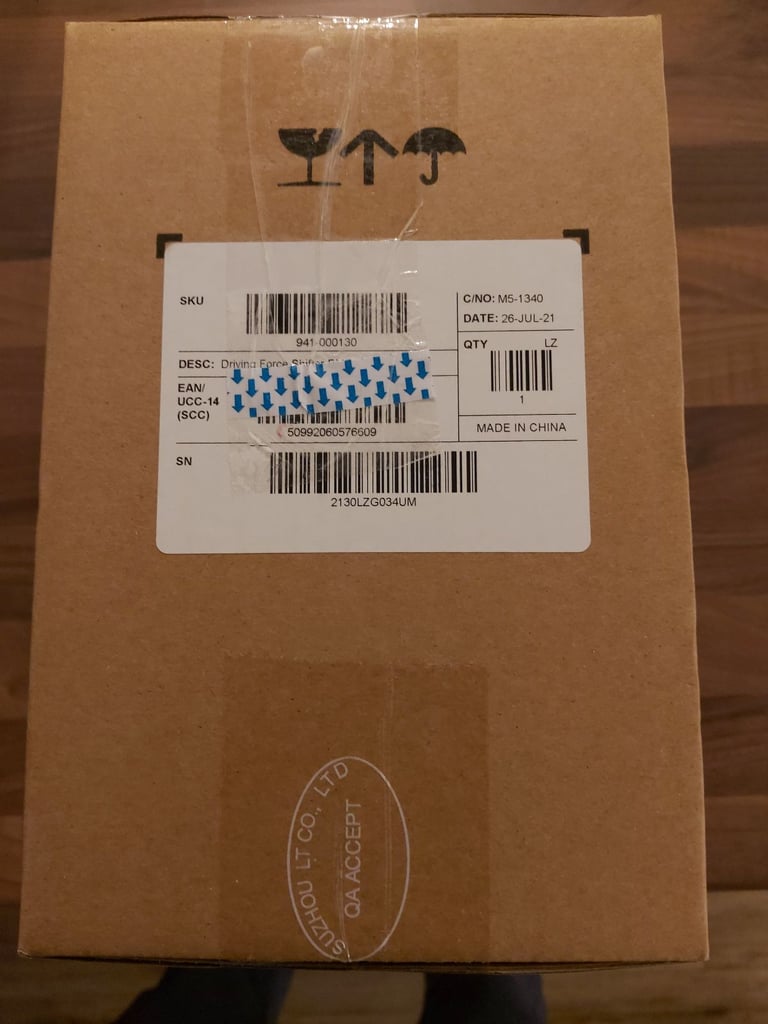 SKU
941-000130
C/NO: M5-1340
DATE: 26-JUL-21
QTY LZ
1
DESC: Driving Force Shifter
EAN/
UCC-14
(SCC)
50992060576609
MADE IN CHINA
SN
2130LZG034UM
SUZHOU LT CO., LTD
QA ACCEPT